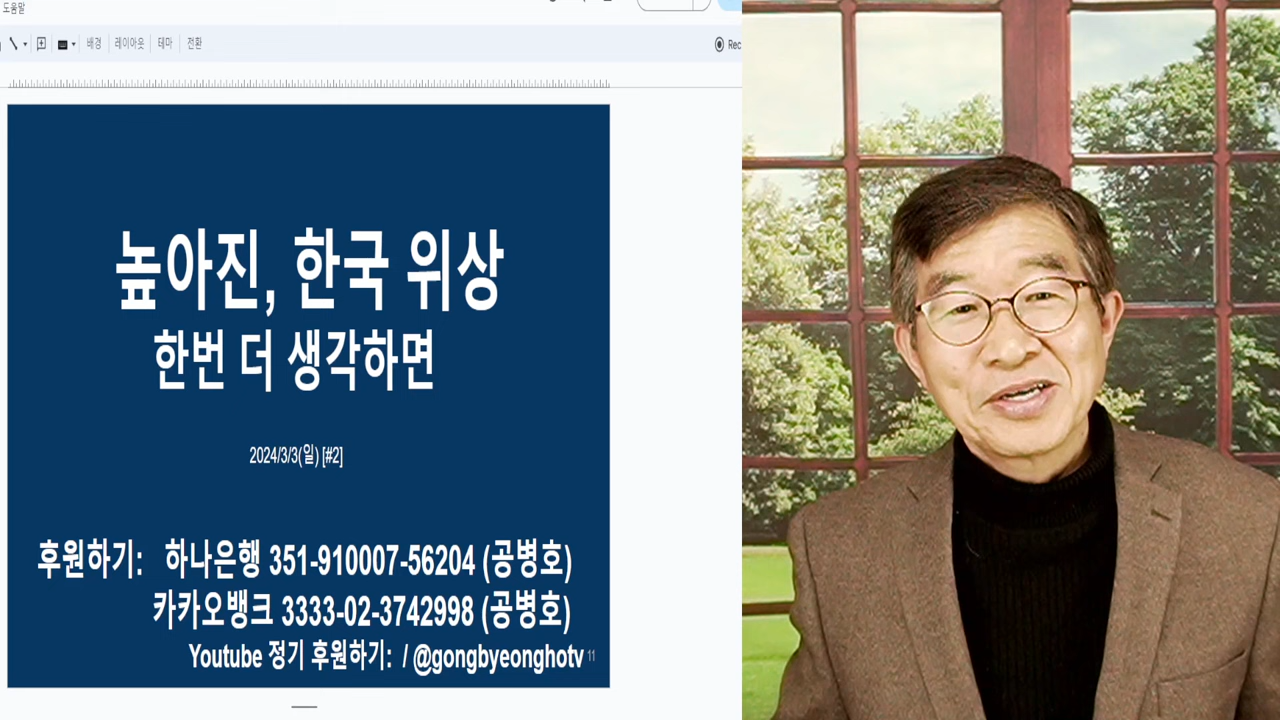 도움말
배경 레이아웃 테마 전환
Rec
높아진, 한국 위상
한번 더 생각하면
2024/3/3(일) [#2]
후원하기: 하나은행 351-910007-56204 (공병호)
카카오뱅크 3333-02-3742998 (공병호)
Youtube 정기 후원하기: / @gongbyeonghotv
11